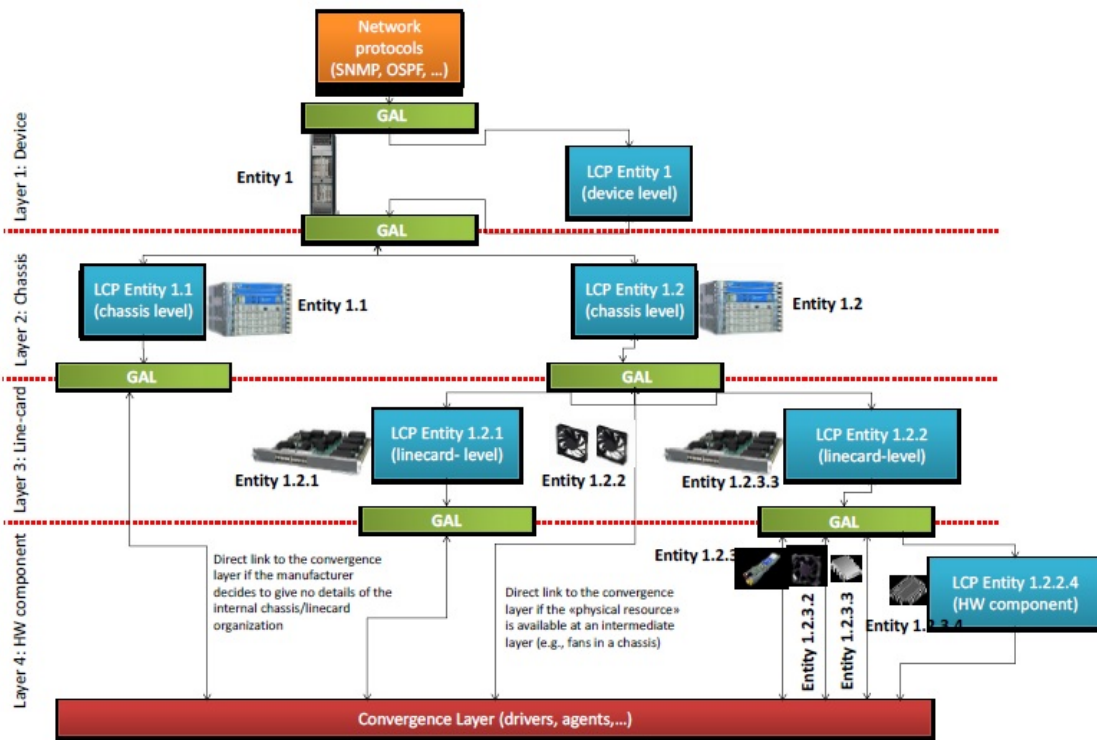 Network
protocols
(SNMP, OSPF, ...)
GAL
Layer 1: Device
Entity 1
LCP Entity 1
(device level)
GAL
Layer 2: Chassis
LCP Entity 1.1
(chassis level)
Entity 1.1
LCP Entity 1.2
(chassis level)
Entity 1.2
GAL
GAL
Layer 3: Line-card
Entity 1.2.1
LCP Entity 1.2.1
(linecard- level)
Entity 1.2.2
Entity 1.2.3.3
LCP Entity 1.2.2
(linecard-level)
GAL
GAL
Layer 4: HW component
Direct link to the convergence
layer if the manufacturer
decides to give no details of the
internal chassis/linecard
organization
Direct link to the convergence
layer if the «physical resource»
is available at an intermediate
layer (e.g., fans in a chassis)
Entity 1.2.3
Entity 1.2.3.2
Entity 1.2.3.3
Entity 1.2.3.4
LCP Entity 1.2.2.4
(HW component)
Convergence Layer (drivers, agents,...)